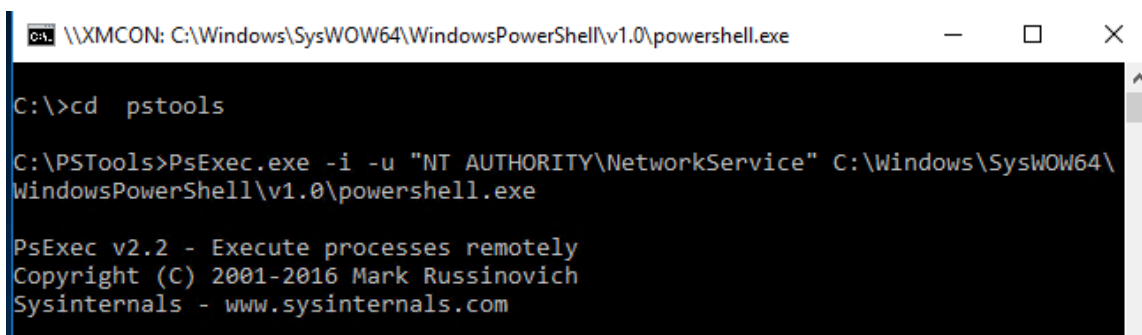 \\XMCON: C:\Windows\SysWOW64\WindowsPowerShell\v1.0\powershell.exe
C:\>cd  pstools
C:\PSTools>PsExec.exe -i -u "NT AUTHORITY\NetworkService" C:\Windows\SysWOW64\
WindowsPowerShell\v1.0\powershell.exe
PsExec v2.2 - Execute processes remotely
Copyright (C) 2001-2016 Mark Russinovich
Sysinternals - www.sysinternals.com